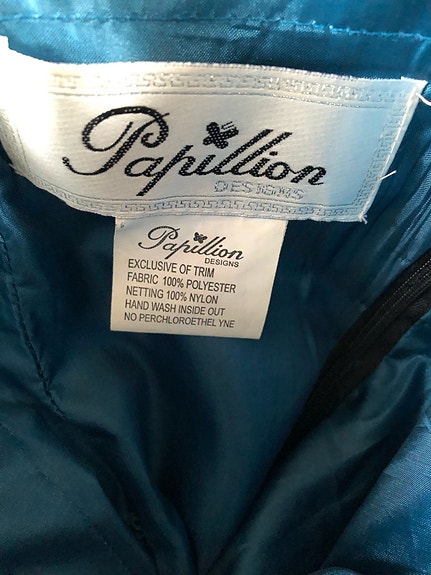 Papillion
DESIGNS
Papillion
DESIGNS
EXCLUSIVE OF TRIM
FABRIC 100% POLYESTER
NETTING 100% NYLON
HAND WASH INSIDE OUT
NO PERCHLOROETHEL YNE